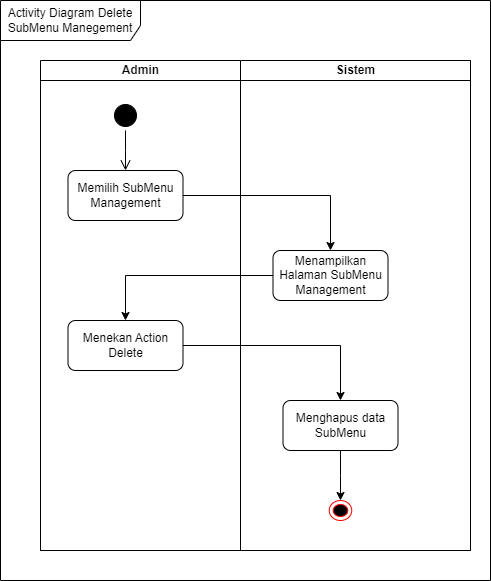 Activity Diagram Delete
SubMenu Manegement
Admin
Sistem
Memilih SubMenu
Management
Menampilkan
Halaman SubMenu
Management
Menekan Action
Delete
Menghapus data
SubMenu